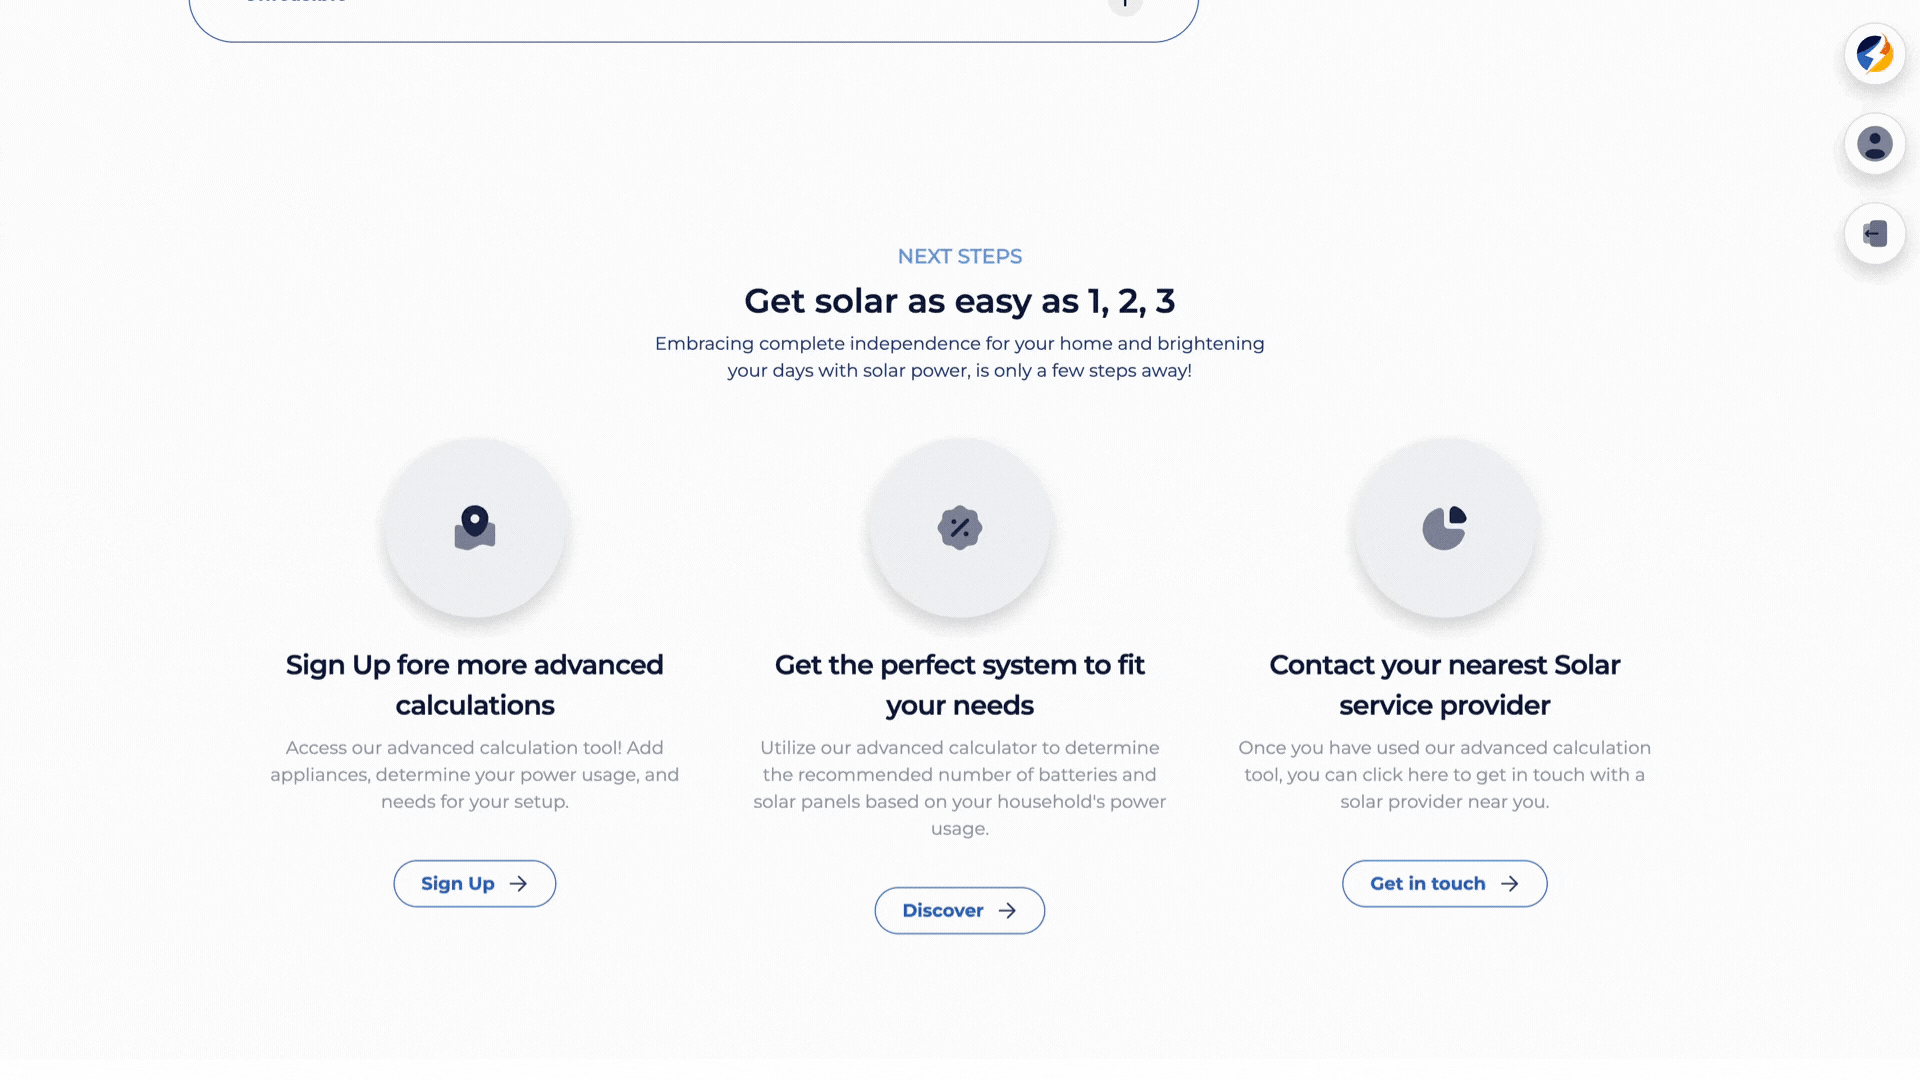 NEXT STEPS
Get solar as easy as 1, 2, 3
Embracing complete independence for your home and brightening
your days with solar power, is only a few steps away!
Sign Up fore more advanced
calculations
Access our advanced calculation tool! Add
appliances, determine your power usage, and
needs for your setup.
Sign Up
Get the perfect system to fit
your needs
Utilize our advanced calculator to determine
the recommended number of batteries and
solar panels based on your household's power
usage.
Discover
Contact your nearest Solar
service provider
Once you have used our advanced calculation
tool, you can click here to get in touch with a
solar provider near you.
Get in touch